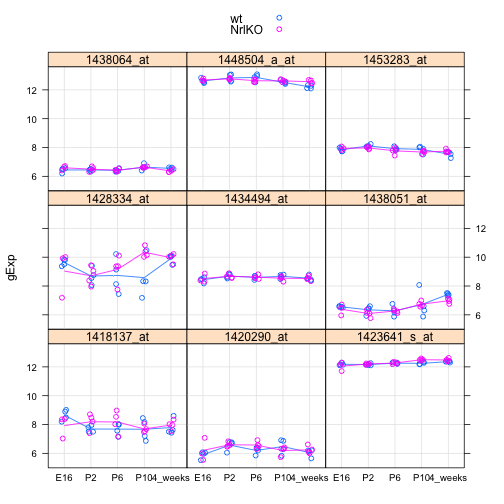 wt
NrlKO
1438064_at 1448504_a_at 1453283_at
12
10
8
6
1428334_at 1434494_at 1438051_at
12
10
8
6
gExp
1418137_at 1420290_at 1423641_s_at
12
10
8
6
E16 P2 P6 P10 4_weeks E16 P2 P6 P10 4_weeks E16 P2 P6 P10 4_weeks